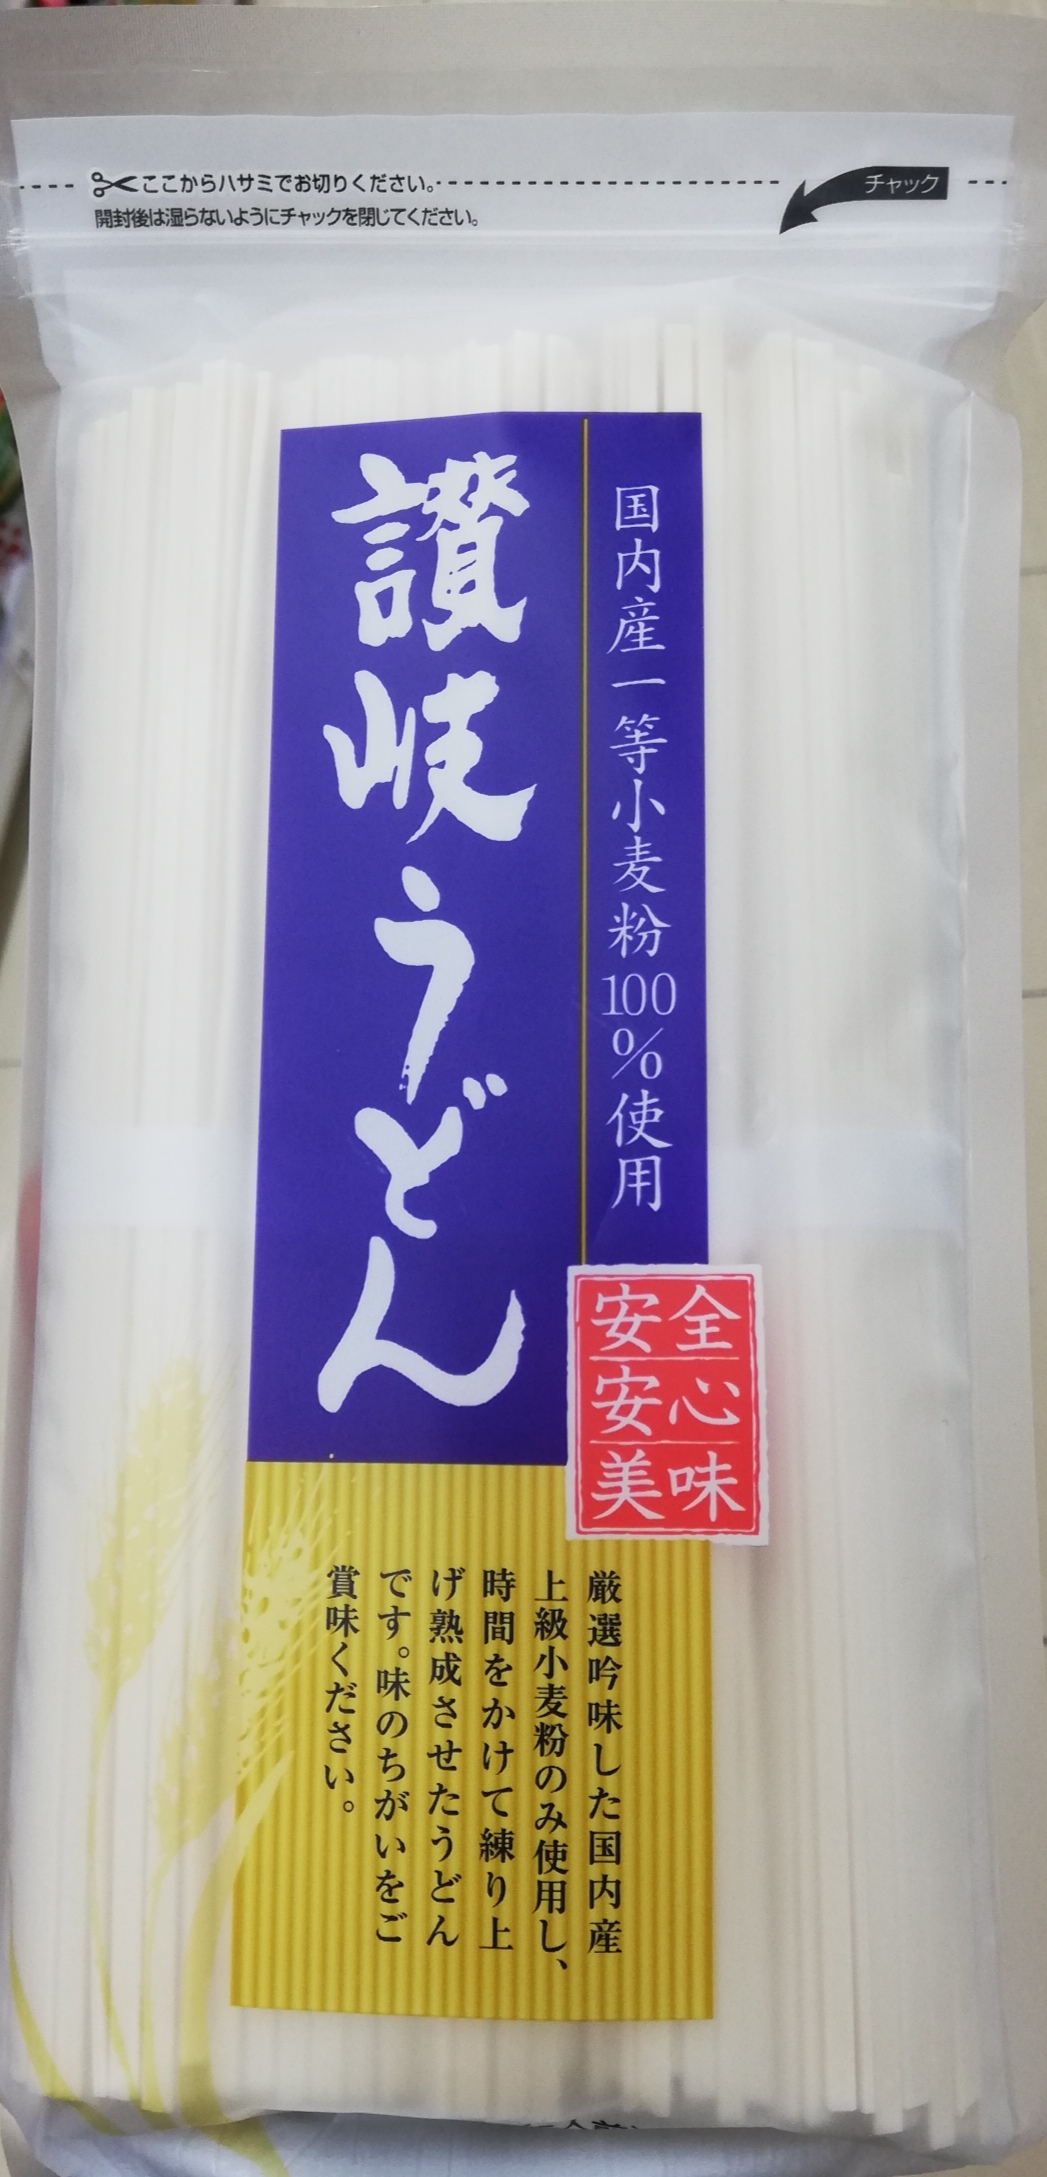 ここからハサミでお切りください。
チャック
開封後は湿らないようにチャックを閉じてください。
国内産一等小麦粉100%使用
讃岐うどん
安全
安心
美味
厳選吟味した国内産
上級小麦粉のみ使用し、
時間をかけて練り上
げ熟成させたうどん
です。味のちがいをご
賞味ください。